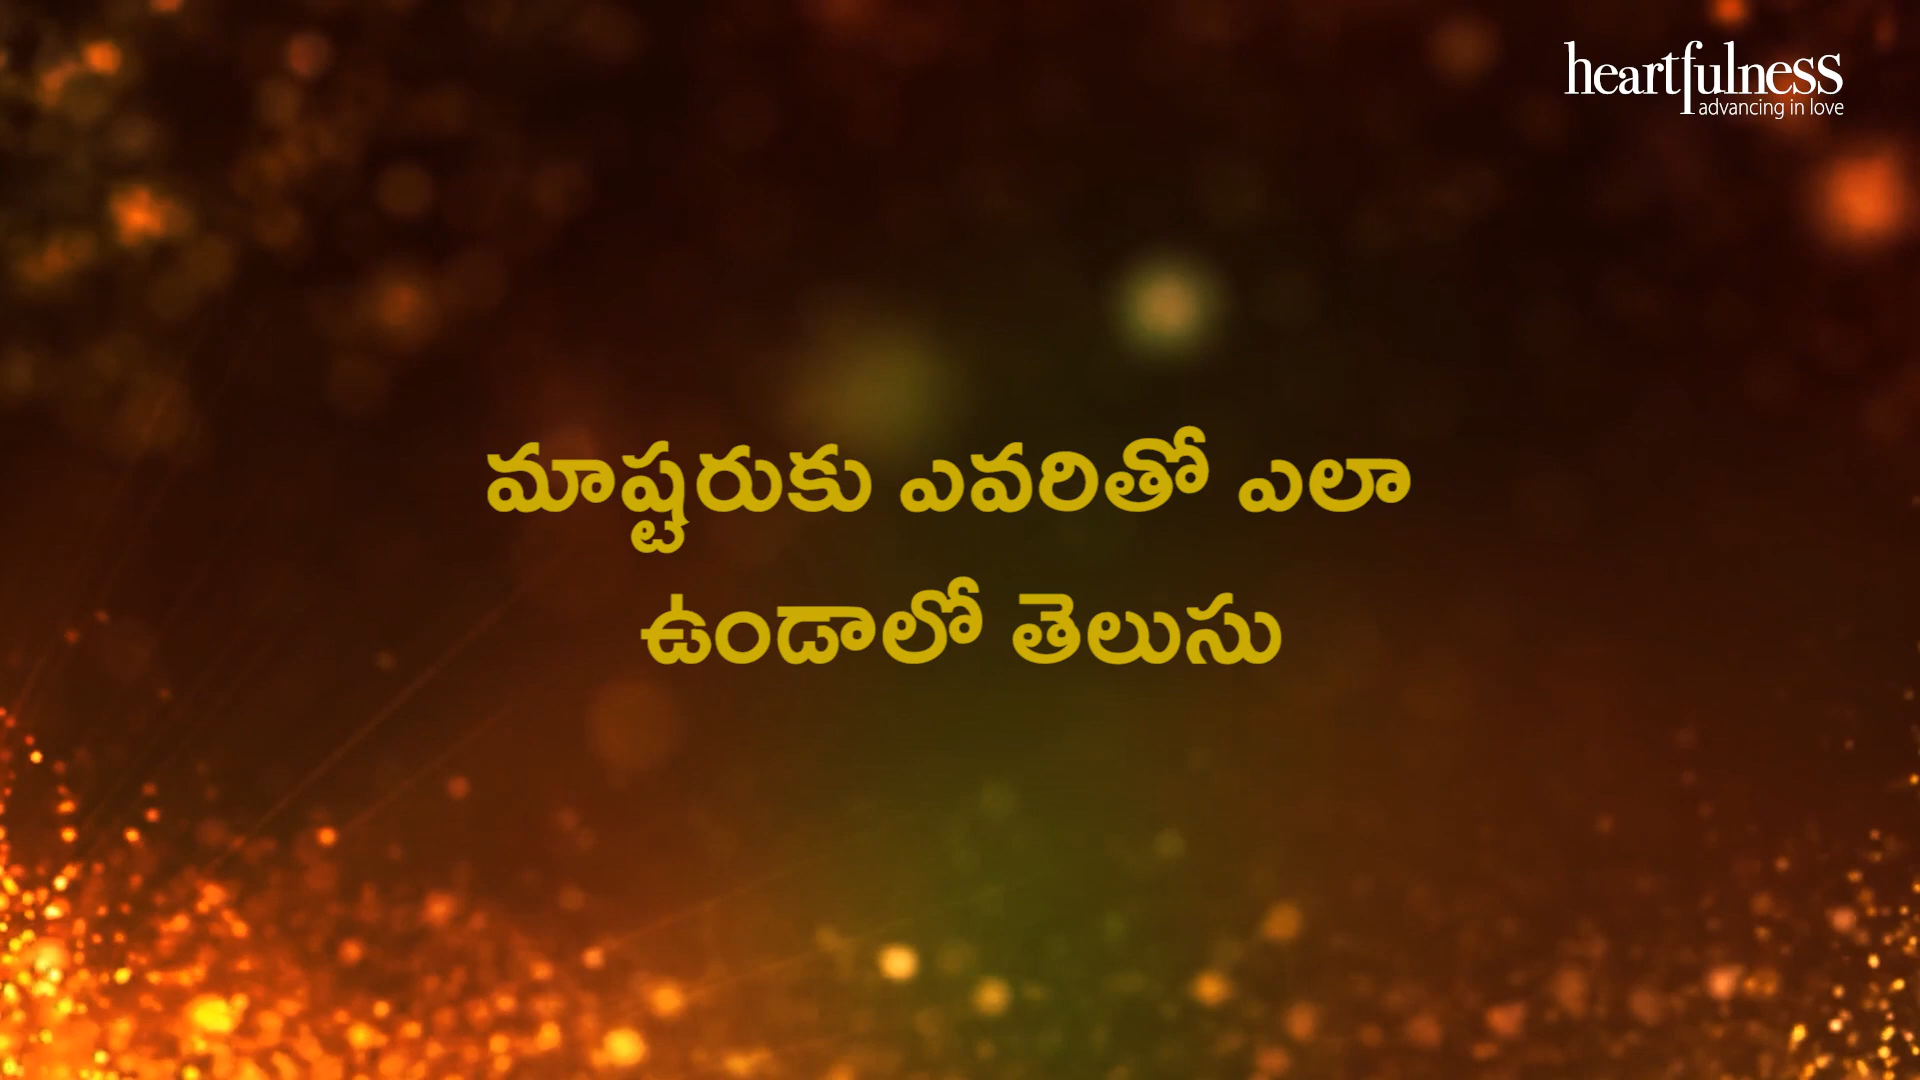 heartfulness
advancing in love
మాష్టరుకు ఎవరితో ఎలా
ఉండాలో తెలుసు